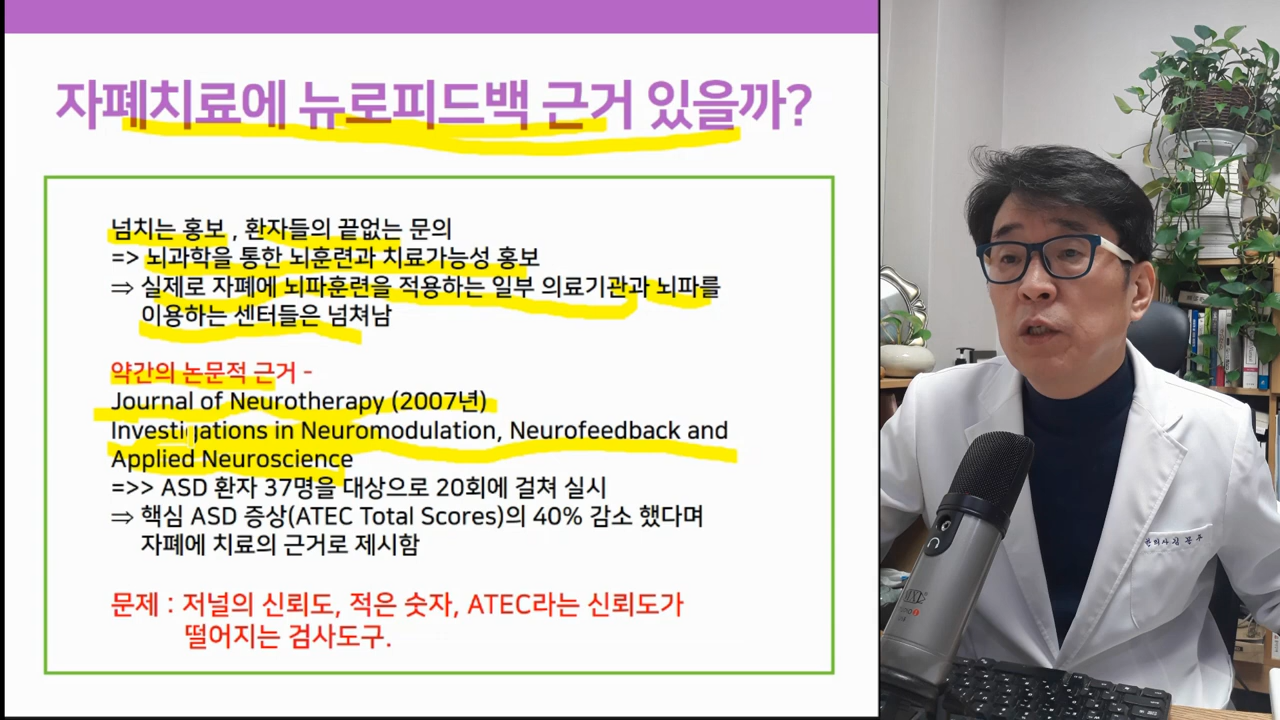 자폐치료에 뉴로피드백 근거 있을까?
넘치는 홍보 , 환자들의 끝없는 문의
=> 뇌과학을 통한 뇌훈련과 치료가능성 홍보
⇒ 실제로 자폐에 뇌파훈련을 적용하는 일부 의료기관과 뇌파를
이용하는 센터들은 넘쳐남
약간의 논문적 근거 -
Journal of Neurotherapy (2007년)
Investigations in Neuromodulation, Neurofeedback and
Applied Neuroscience
=>> ASD 환자 37명을 대상으로 20회에 걸쳐 실시
⇒ 핵심 ASD 증상(ATEC Total Scores)의 40% 감소 했다며
자폐에 치료의 근거로 제시함
문제 : 저널의 신뢰도, 적은 숫자, ATEC라는 신뢰도가
떨어지는 검사도구.